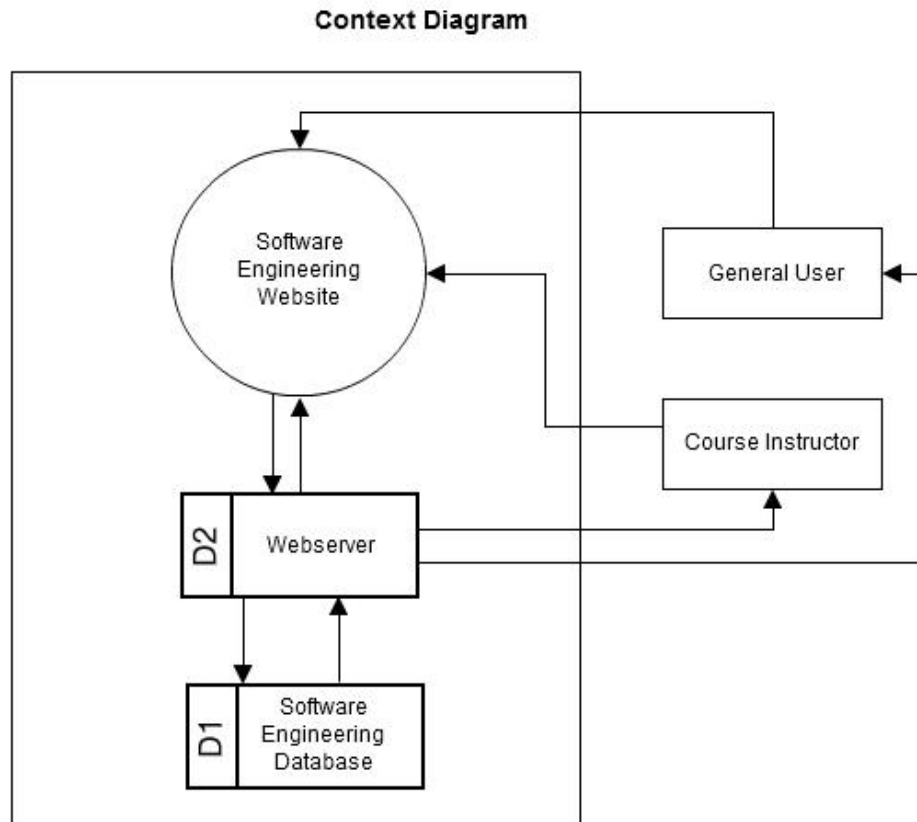 Context Diagram
Software
Engineering
Website
General User
Course Instructor
D2
Webserver
D1
Software
Engineering
Database